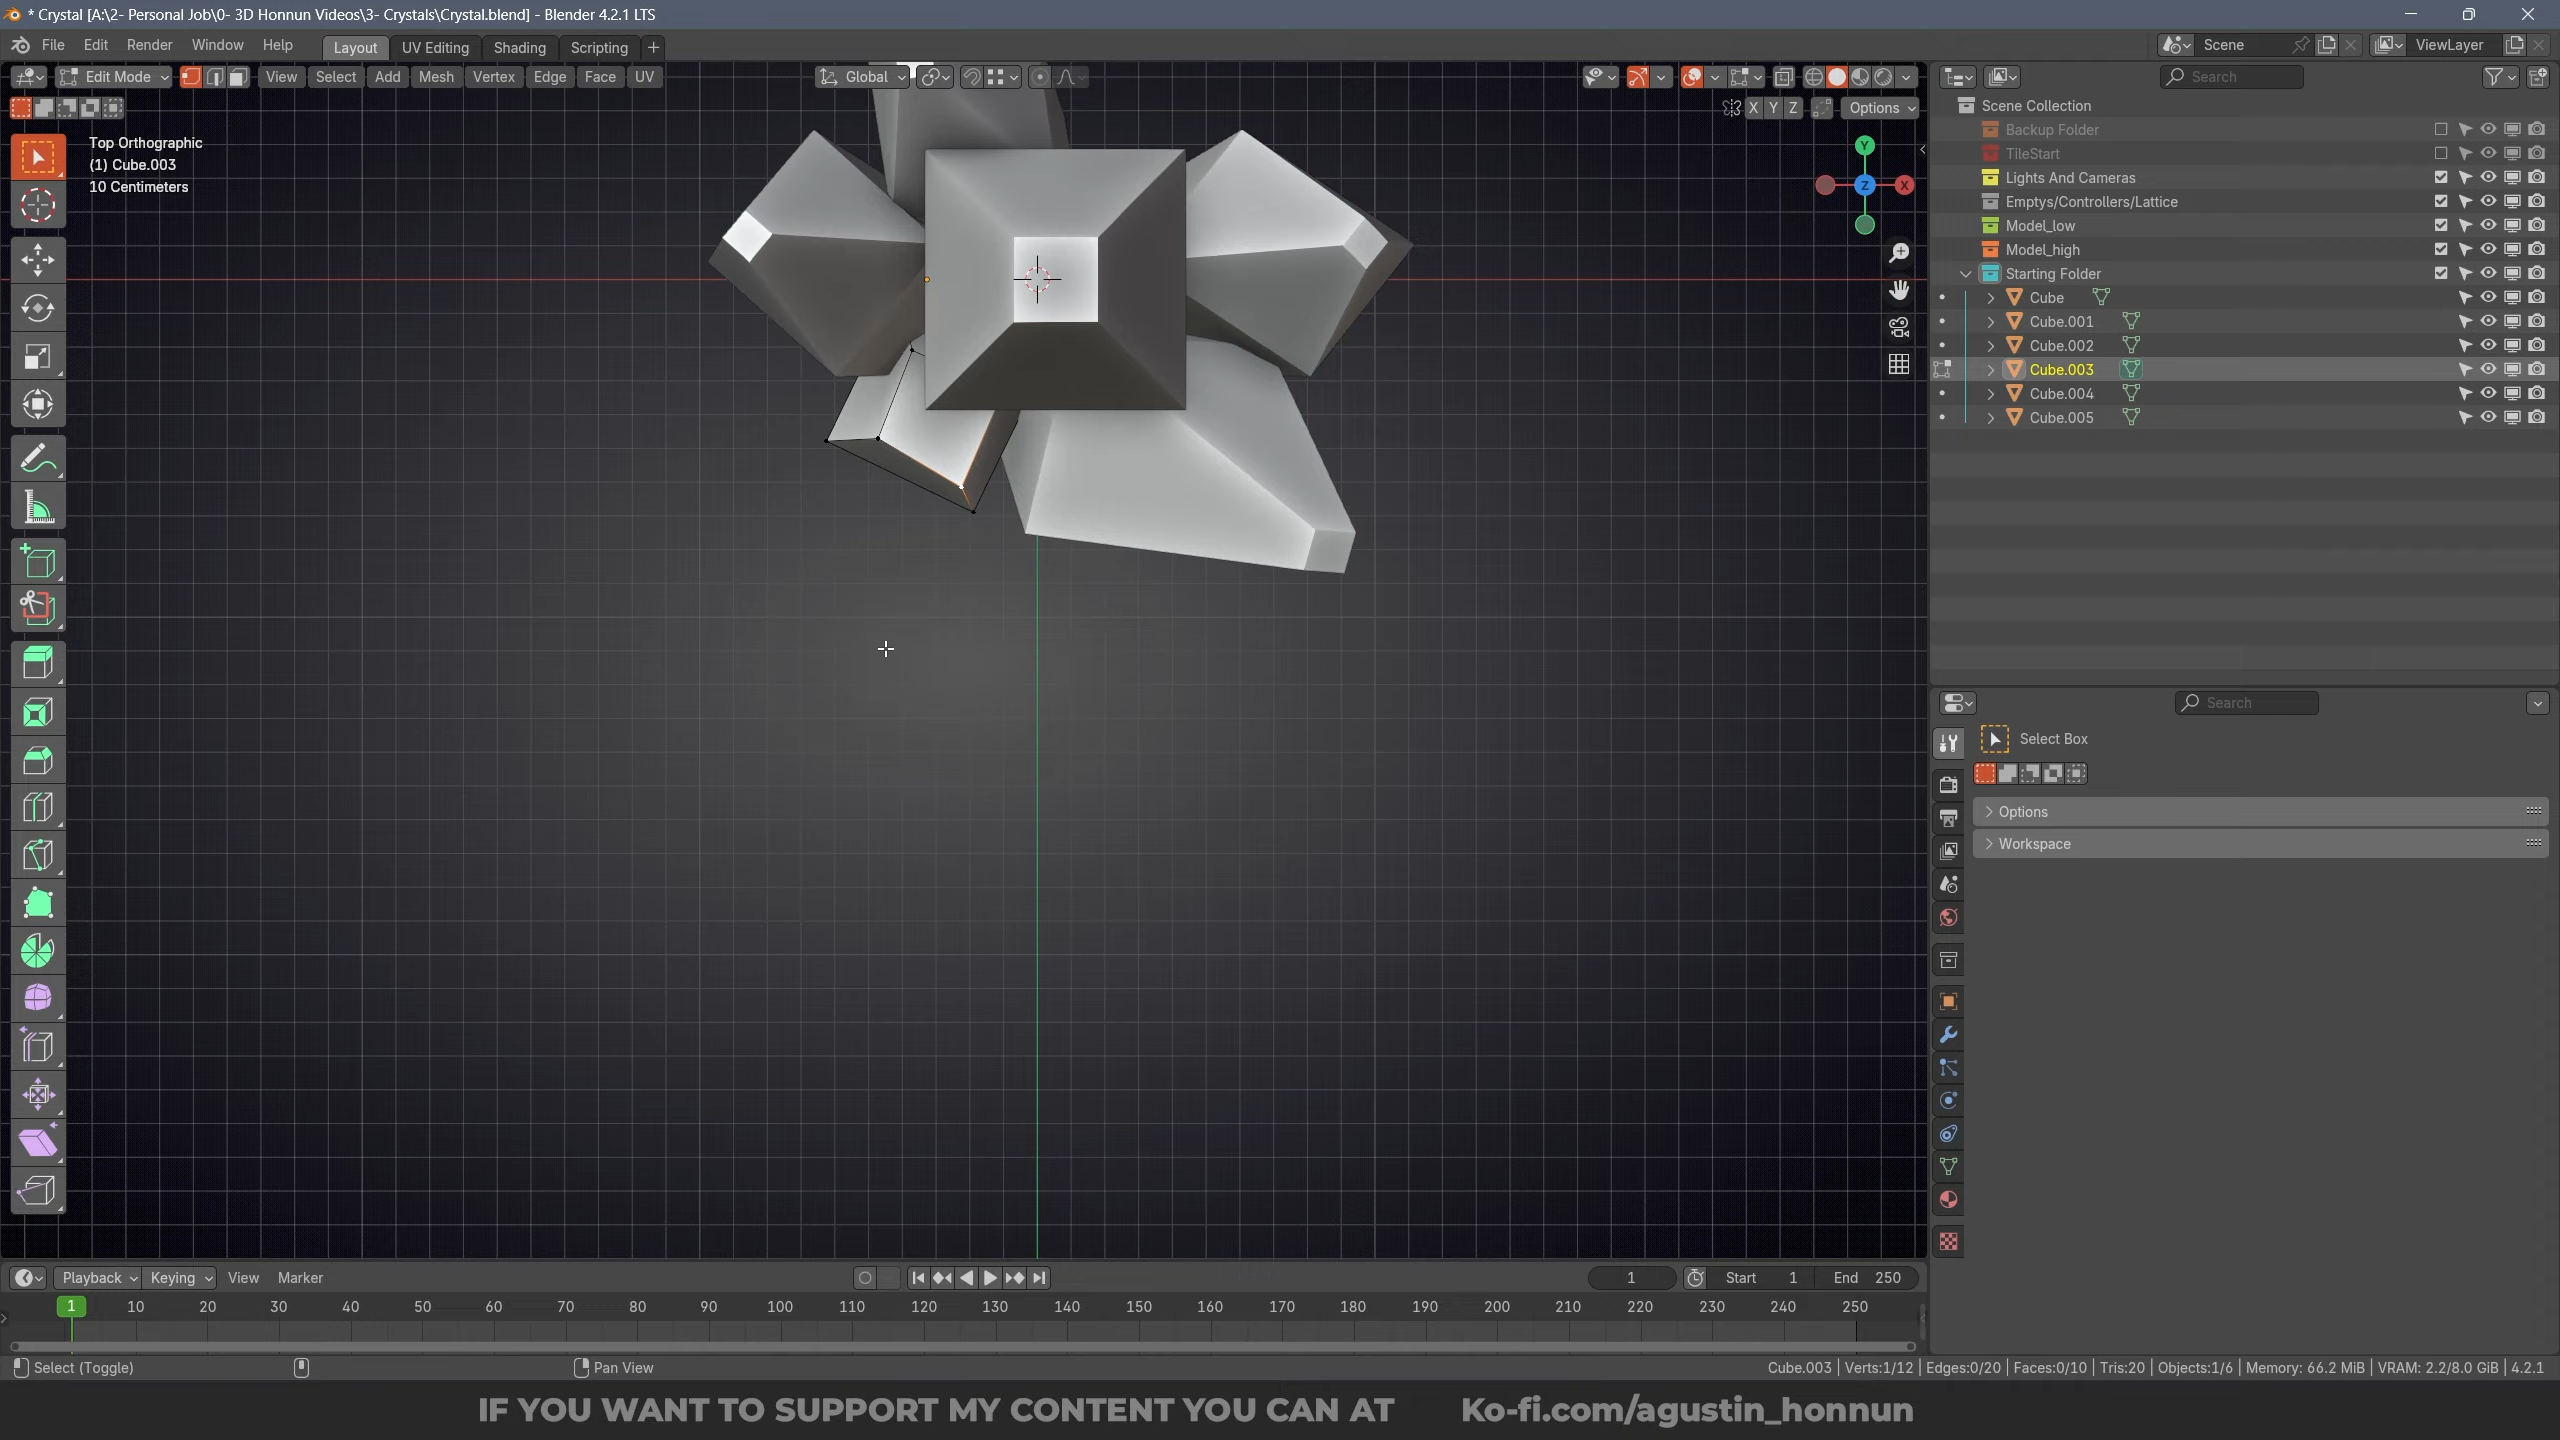 * Crystal [A:\2- Personal Job\0- 3D Honnun Videos\3- Crystals\Crystal.blend] - Blender 4.2.1 LTS
File Edit Render Window Help Layout UV Editing Shading Scripting + Scene ViewLayer
Edit Mode View Select Add Mesh Vertex Edge Face UV Global Search
X Y Z Options
Top Orthographic
(1) Cube.003
10 Centimeters
Y
Z
X
Scene Collection
Backup Folder
TileStart
Lights And Cameras
Emptys/Controllers/Lattice
Model_low
Model_high
Starting Folder
Cube
Cube.001
Cube.002
Cube.003
Cube.004
Cube.005
Search
Select Box
Options
Workspace
Playback Keying View Marker 1 Start 1 End 250
1 10 20 30 40 50 60 70 80 90 100 110 120 130 140 150 160 170 180 190 200 210 220 230 240 250
Select (Toggle) Pan View Cube.003 | Verts:1/12 | Edges:0/20 | Faces:0/10 | Tris:20 | Objects:1/6 | Memory: 66.2 MiB | VRAM: 2.2/8.0 GiB | 4.2.1
IF YOU WANT TO SUPPORT MY CONTENT YOU CAN AT Ko-fi.com/agustin_honnun